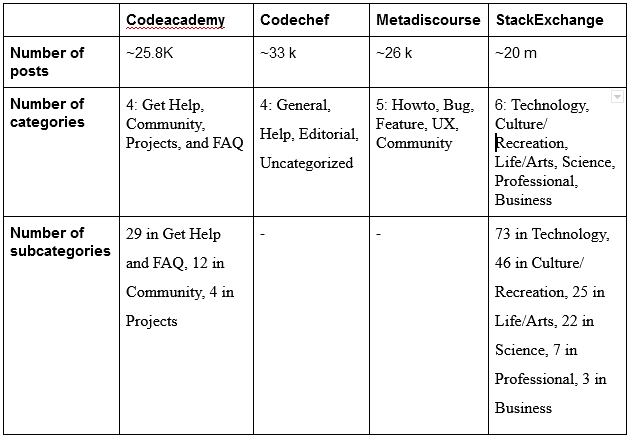 Codeacademy Codechef Metadiscourse StackExchange
Number of posts ~25.8K ~33 k ~26 k ~20 m
Number of categories
4: Get Help,
Community,
Projects, and FAQ
4: General,
Help, Editorial,
Uncategorized
5: Howto, Bug,
Feature, UX,
Community
6: Technology,
Culture/
Recreation,
Life/Arts, Science,
Professional,
Business
Number of
subcategories
29 in Get Help
and FAQ, 12 in
Community, 4 in
Projects
-
-
73 in Technology,
46 in Culture/
Recreation, 25 in
Life/Arts, 22 in
Science, 7 in
Professional, 3 in
Business